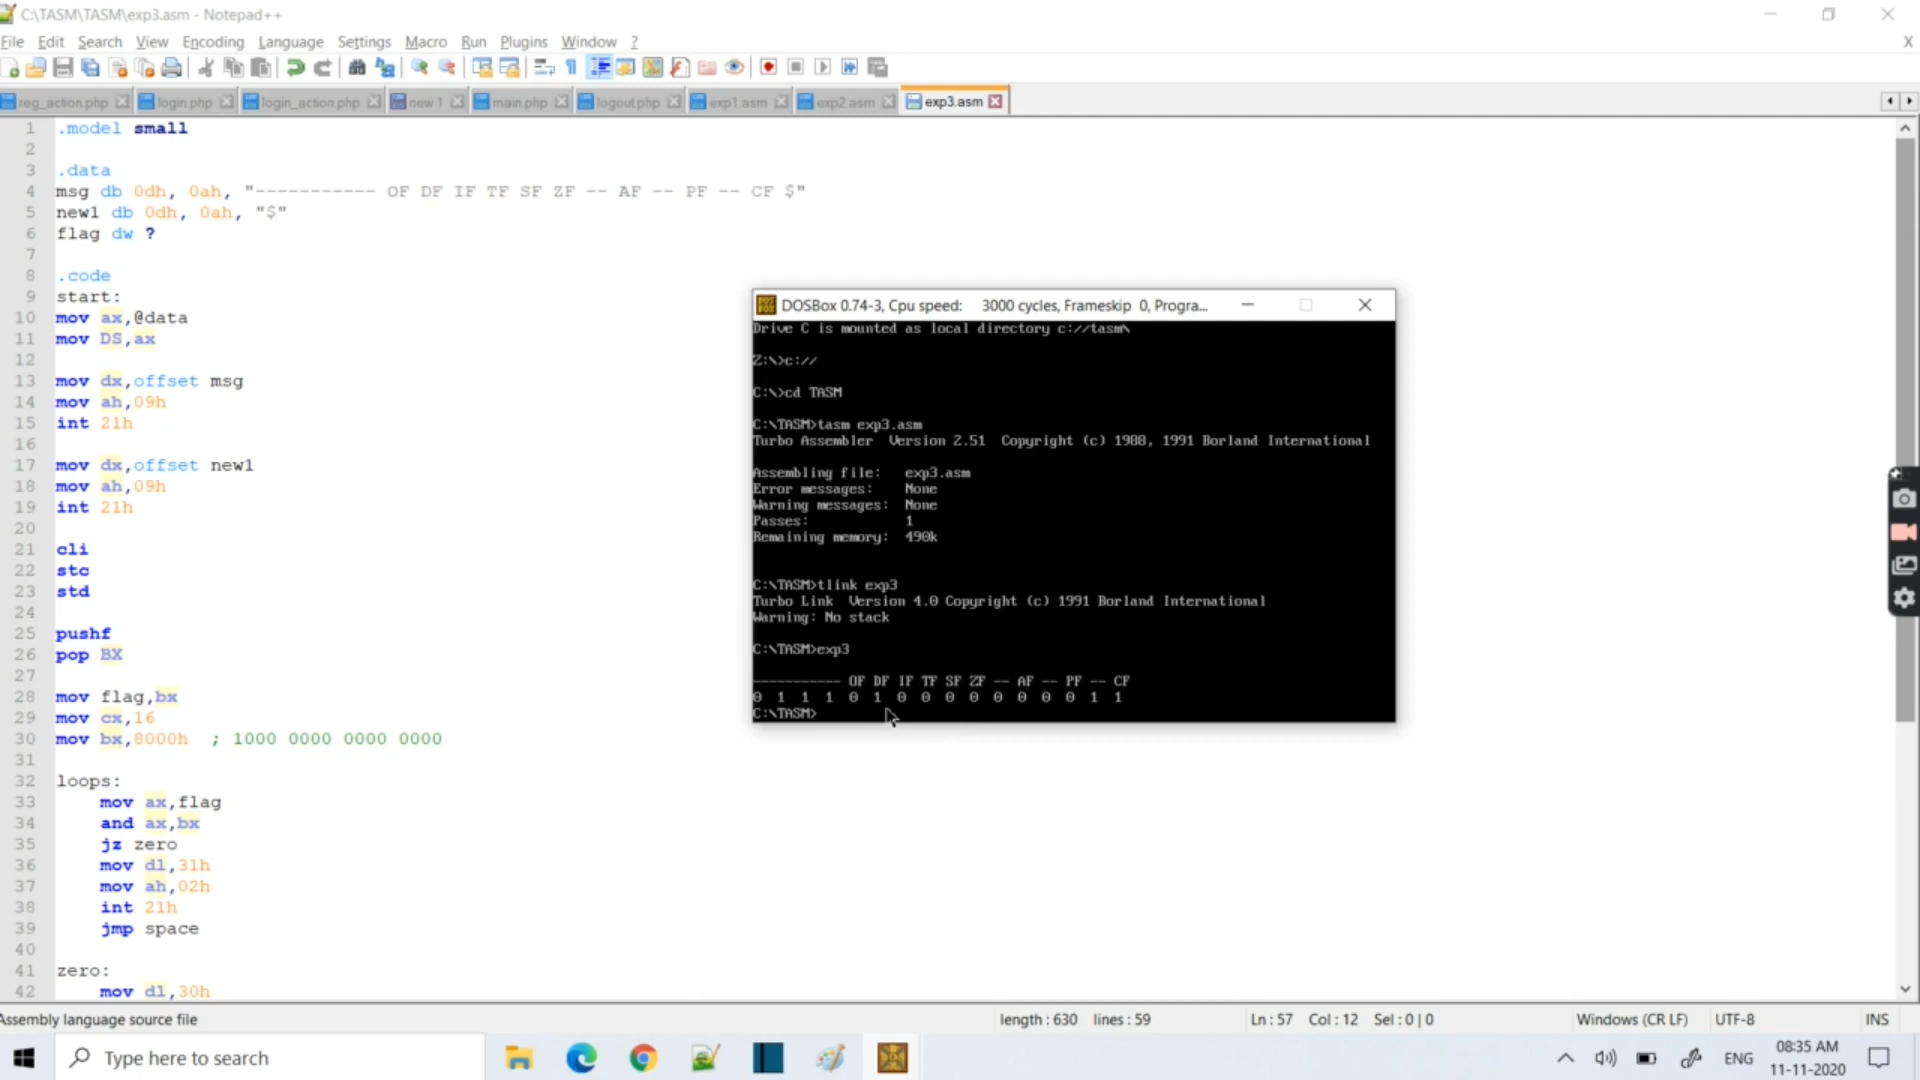 C:\TASM\TASM\exp3.asm - Notepad++
File Edit Search View Encoding Language Settings Macro Run Plugins Window ? X
reg_action.php login.php login_action.php new 1 main.php logout.php exp1.asm exp2.asm exp3.asm
1 .model small
2
3 .data
4 msg db 0dh, 0ah, "----------- OF DF IF TF SF ZF -- AF -- PF -- CF $"
5 new1 db 0dh, 0ah, "$"
6 flag dw ?
7
8 .code
9 start:
10 mov ax,@data
11 mov DS,ax
12
13 mov dx,offset msg
14 mov ah,09h
15 int 21h
16
17 mov dx,offset new1
18 mov ah,09h
19 int 21h
20
21 cli
22 stc
23 std
24
25 pushf
26 pop BX
27
28 mov flag,bx
29 mov cx,16
30 mov bx,8000h ; 1000 0000 0000 0000
31
32 loops:
33 mov ax,flag
34 and ax,bx
35 jz zero
36 mov dl,31h
37 mov ah,02h
38 int 21h
39 jmp space
40
41 zero:
42 mov dl,30h
DOSBox 0.74-3, Cpu speed: 3000 cycles, Frameskip 0, Progra...
Drive C is mounted as local directory c://tasm\
Z:\>c://
C:\>cd TASM
C:\TASM>tasm exp3.asm
Turbo Assembler Version 2.51 Copyright (c) 1988, 1991 Borland International
Assembling file: exp3.asm
Error messages: None
Warning messages: None
Passes: 1
Remaining memory: 490k
C:\TASM>tlink exp3
Turbo Link Version 4.0 Copyright (c) 1991 Borland International
Warning: No stack
C:\TASM>exp3
----------- OF DF IF TF SF ZF -- AF -- PF -- CF
0 1 1 1 0 1 0 0 0 0 0 0 0 0 1 1
C:\TASM>
Assembly language source file length : 630 lines : 59 Ln : 57 Col : 12 Sel : 0 | 0 Windows (CR LF) UTF-8 INS
Type here to search
ENG
08:35 AM
11-11-2020